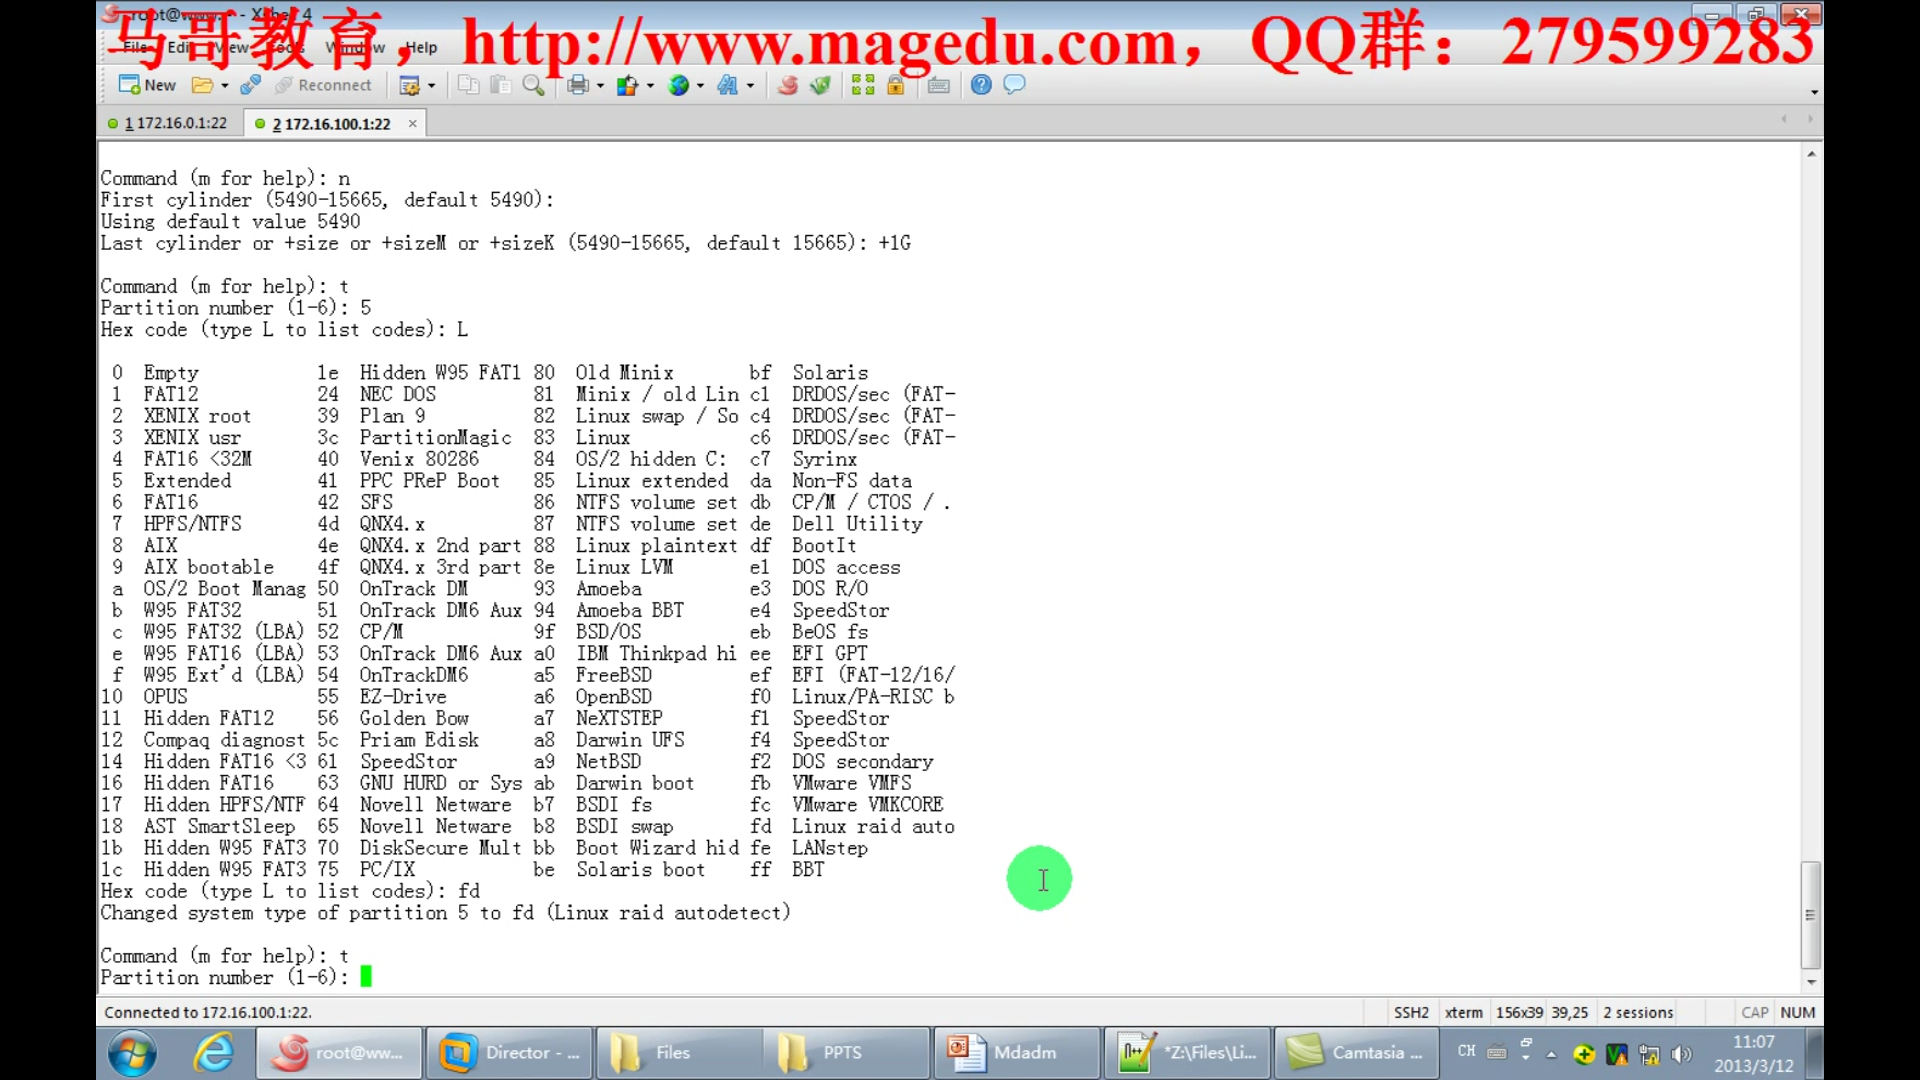 root@www:~ - Xshell 4
马哥教育，http://www.magedu.com，QQ群：279599283
File Edit View Tools Window Help
New Reconnect
1 172.16.0.1:22 2 172.16.100.1:22
Command (m for help): n
First cylinder (5490-15665, default 5490):
Using default value 5490
Last cylinder or +size or +sizeM or +sizeK (5490-15665, default 15665): +1G
Command (m for help): t
Partition number (1-6): 5
Hex code (type L to list codes): L
0 Empty 1e Hidden W95 FAT1 80 Old Minix bf Solaris
1 FAT12 24 NEC DOS 81 Minix / old Lin c1 DRDOS/sec (FAT-
2 XENIX root 39 Plan 9 82 Linux swap / So c4 DRDOS/sec (FAT-
3 XENIX usr 3c PartitionMagic 83 Linux c6 DRDOS/sec (FAT-
4 FAT16 <32M 40 Venix 80286 84 OS/2 hidden C: c7 Syrinx
5 Extended 41 PPC PReP Boot 85 Linux extended da Non-FS data
6 FAT16 42 SFS 86 NTFS volume set db CP/M / CTOS / .
7 HPFS/NTFS 4d QNX4.x 87 NTFS volume set de Dell Utility
8 AIX 4e QNX4.x 2nd part 88 Linux plaintext df BootIt
9 AIX bootable 4f QNX4.x 3rd part 8e Linux LVM e1 DOS access
a OS/2 Boot Manag 50 OnTrack DM 93 Amoeba e3 DOS R/O
b W95 FAT32 51 OnTrack DM6 Aux 94 Amoeba BBT e4 SpeedStor
c W95 FAT32 (LBA) 52 CP/M 9f BSD/OS eb BeOS fs
e W95 FAT16 (LBA) 53 OnTrack DM6 Aux a0 IBM Thinkpad hi ee EFI GPT
f W95 Ext'd (LBA) 54 OnTrackDM6 a5 FreeBSD ef EFI (FAT-12/16/
10 OPUS 55 EZ-Drive a6 OpenBSD f0 Linux/PA-RISC b
11 Hidden FAT12 56 Golden Bow a7 NeXTSTEP f1 SpeedStor
12 Compaq diagnost 5c Priam Edisk a8 Darwin UFS f4 SpeedStor
14 Hidden FAT16 <3 61 SpeedStor a9 NetBSD f2 DOS secondary
16 Hidden FAT16 63 GNU HURD or Sys ab Darwin boot fb VMware VMFS
17 Hidden HPFS/NTF 64 Novell Netware b7 BSDI fs fc VMware VMKCORE
18 AST SmartSleep 65 Novell Netware b8 BSDI swap fd Linux raid auto
1b Hidden W95 FAT3 70 DiskSecure Mult bb Boot Wizard hid fe LANstep
1c Hidden W95 FAT3 75 PC/IX be Solaris boot ff BBT
Hex code (type L to list codes): fd
Changed system type of partition 5 to fd (Linux raid autodetect)
Command (m for help): t
Partition number (1-6):
Connected to 172.16.100.1:22. SSH2 xterm 156x39 39,25 2 sessions CAP NUM
root@ww... Director - ... Files PPTS Mdadm *Z:\Files\Li... Camtasia ... CH 11:07
2013/3/12